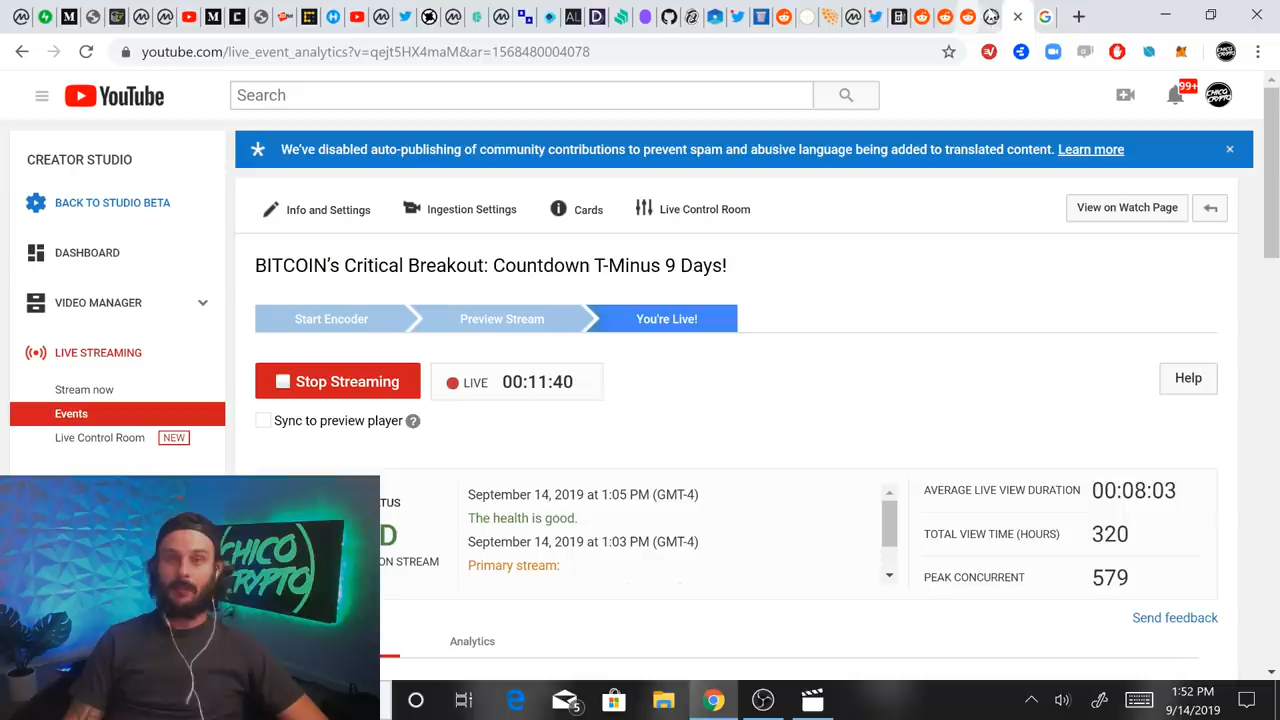 youtube.com/live_event_analytics?v=qejt5HX4maM&ar=1568480004078
YouTube
Search
99+
CHICO CRYPTO
CREATOR STUDIO
We've disabled auto-publishing of community contributions to prevent spam and abusive language being added to translated content. Learn more
BACK TO STUDIO BETA
Info and Settings
Ingestion Settings
Cards
Live Control Room
View on Watch Page
DASHBOARD
BITCOIN's Critical Breakout: Countdown T-Minus 9 Days!
VIDEO MANAGER
Start Encoder
Preview Stream
You're Live!
LIVE STREAMING
Stop Streaming
LIVE 00:11:40
Help
Stream now
Events
Sync to preview player
Live Control Room NEW
TUS
September 14, 2019 at 1:05 PM (GMT-4)
AVERAGE LIVE VIEW DURATION 00:08:03
The health is good.
D
September 14, 2019 at 1:03 PM (GMT-4)
TOTAL VIEW TIME (HOURS) 320
ON STREAM
Primary stream:
PEAK CONCURRENT 579
CHICO
CRYPTO
Send feedback
Analytics
5
1:52 PM
9/14/2019